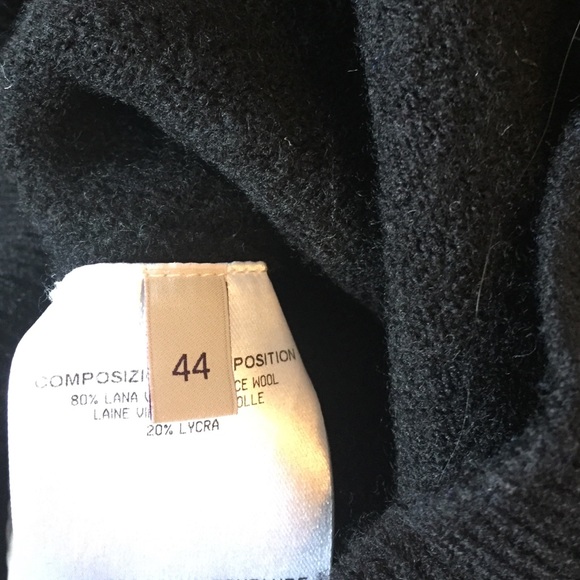 44
COMPOSIZI POSITION
80% LANA V CE WOOL
LAINE VI OLLE
20% LYCRA